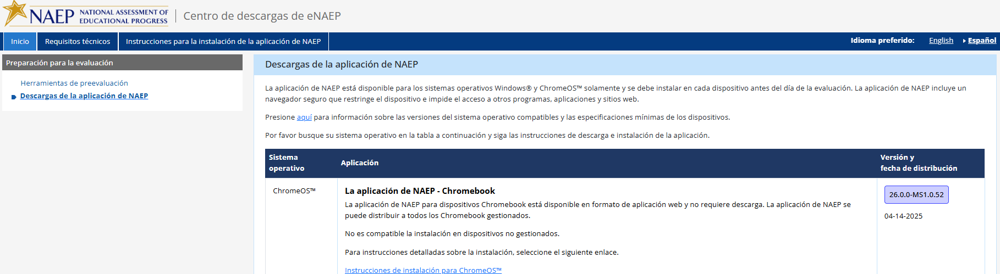 NAEP NATIONAL ASSESSMENT OF
EDUCATIONAL PROGRESS
Centro de descargas de eNAEP
Inicio
Requisitos técnicos
Instrucciones para la instalación de la aplicación de NAEP
Idioma preferido:
English
Español
Preparación para la evaluación
Herramientas de preevaluación
Descargas de la aplicación de NAEP
Descargas de la aplicación de NAEP
La aplicación de NAEP está disponible para los sistemas operativos Windows® y ChromeOS™ solamente y se debe instalar en cada dispositivo antes del día de la evaluación. La aplicación de NAEP incluye un
navegador seguro que restringe el dispositivo e impide el acceso a otros programas, aplicaciones y sitios web.
Presione aquí para información sobre las versiones del sistema operativo compatibles y las especificaciones mínimas de los dispositivos.
Por favor busque su sistema operativo en la tabla a continuación y siga las instrucciones de descarga e instalación de la aplicación.
Sistema
operativo
Aplicación
Versión y
fecha de distribución
ChromeOS™
La aplicación de NAEP - Chromebook
La aplicación de NAEP para dispositivos Chromebook está disponible en formato de aplicación web y no requiere descarga. La aplicación de NAEP se
puede distribuir a todos los Chromebook gestionados.
No es compatible la instalación en dispositivos no gestionados.
Para instrucciones detalladas sobre la instalación, seleccione el siguiente enlace.
Instrucciones de instalación para ChromeOS™
26.0.0-MS1.0.52
04-14-2025